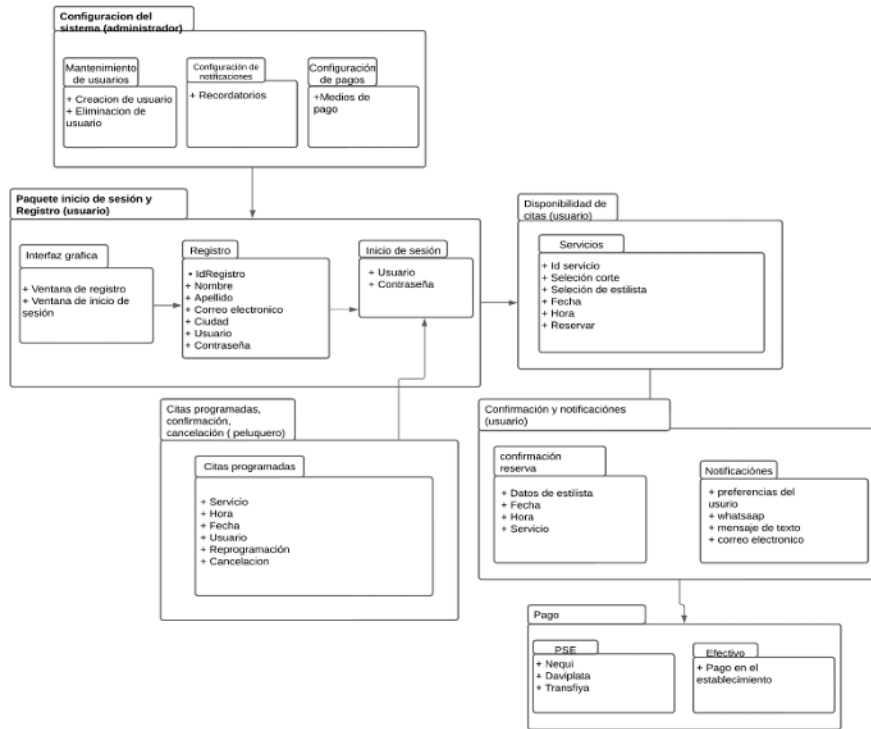 Configuracion del
sistema (administrador)
Mantenimiento
de usuarios
+ Creacion de usuario
+ Eliminacion de
usuario
Configuración de
notificaciones
+ Recordatorios
Configuración
de pagos
+Medios de
pago
Paquete inicio de sesión y
Registro (usuario)
Interfaz grafica
+ Ventana de registro
+ Ventana de inicio de
sesión
Registro
• IdRegistro
+ Nombre
+ Apellido
+ Correo electronico
+ Ciudad
+ Usuario
+ Contraseña
Inicio de sesión
+ Usuario
+ Contraseña
Disponibilidad de
citas (usuario)
Servicios
+ Id servicio
+ Seleción corte
+ Seleción de estilista
+ Fecha
+ Hora
+ Reservar
Citas programadas,
confirmación,
cancelación ( peluquero)
Citas programadas
+ Servicio
+ Hora
+ Fecha
+ Usuario
+ Reprogramación
+ Cancelacion
Confirmación y notificaciónes
(usuario)
confirmación
reserva
+ Datos de estilista
+ Fecha
+ Hora
+ Servicio
Notificaciónes
+ preferencias del
usurio
+ whatsaap
+ mensaje de texto
+ correo electronico
Pago
PSE
+ Nequi
+ Daviplata
+ Transfiya
Efectivo
+ Pago en el
establecimiento